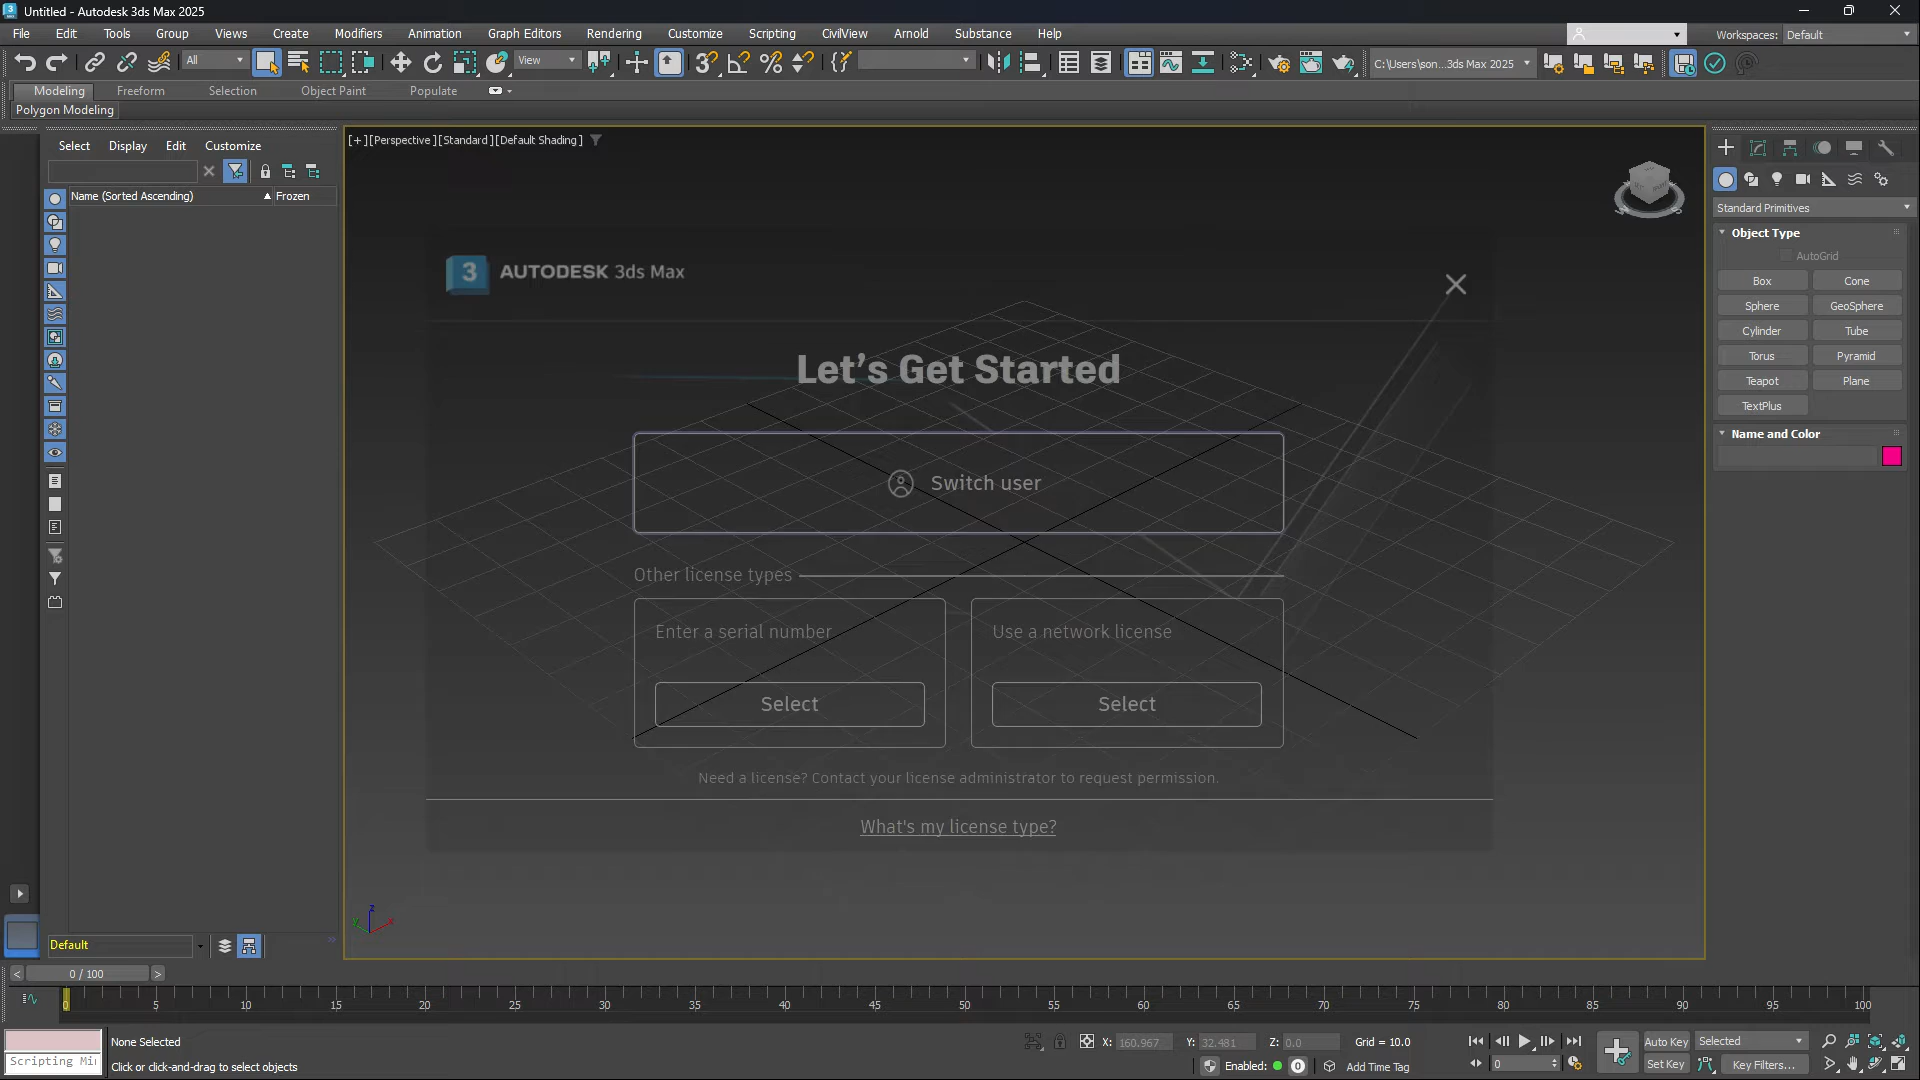 3
MAX
Untitled - Autodesk 3ds Max 2025
File Edit Tools Group Views Create Modifiers Animation Graph Editors Rendering Customize Scripting CivilView Arnold Substance Help
Workspaces: Default
All View C:\Users\son...3ds Max 2025
Modeling Freeform Selection Object Paint Populate
Polygon Modeling
Select Display Edit Customize
Name (Sorted Ascending) Frozen
[+][Perspective][Standard][Default Shading]
Standard Primitives
Object Type
AutoGrid
Box Cone
Sphere GeoSphere
Cylinder Tube
Torus Pyramid
Teapot Plane
TextPlus
Name and Color
3 AUTODESK 3ds Max
Let's Get Started
Switch user
Other license types
Enter a serial number Use a network license
Select Select
Need a license? Contact your license administrator to request permission.
What's my license type?
z
y x
Default
< 0 / 100 >
0 5 10 15 20 25 30 35 40 45 50 55 60 65 70 75 80 85 90 95 100
None Selected X: 160.967 Y: 32.481 Z: 0.0 Grid = 10.0 Auto Key Selected
Scripting Mi
Click or click-and-drag to select objects Enabled: 0 Add Time Tag 0 Set Key Key Filters...